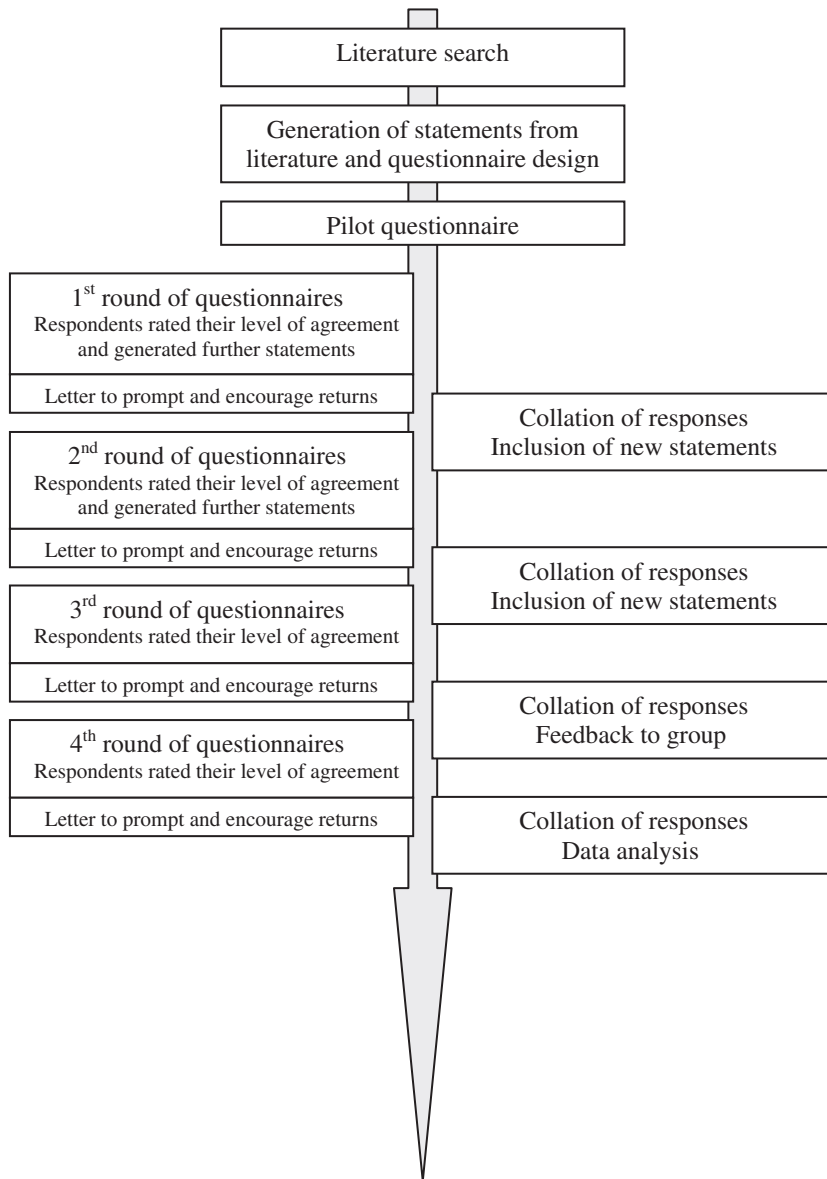 Literature search
Generation of statements from
literature and questionnaire design
Pilot questionnaire
1st round of questionnaires
Respondents rated their level of agreement
and generated further statements
Letter to prompt and encourage returns
Collation of responses
Inclusion of new statements
2nd round of questionnaires
Respondents rated their level of agreement
and generated further statements
Letter to prompt and encourage returns
Collation of responses
Inclusion of new statements
3rd round of questionnaires
Respondents rated their level of agreement
Letter to prompt and encourage returns
Collation of responses
Feedback to group
4th round of questionnaires
Respondents rated their level of agreement
Letter to prompt and encourage returns
Collation of responses
Data analysis